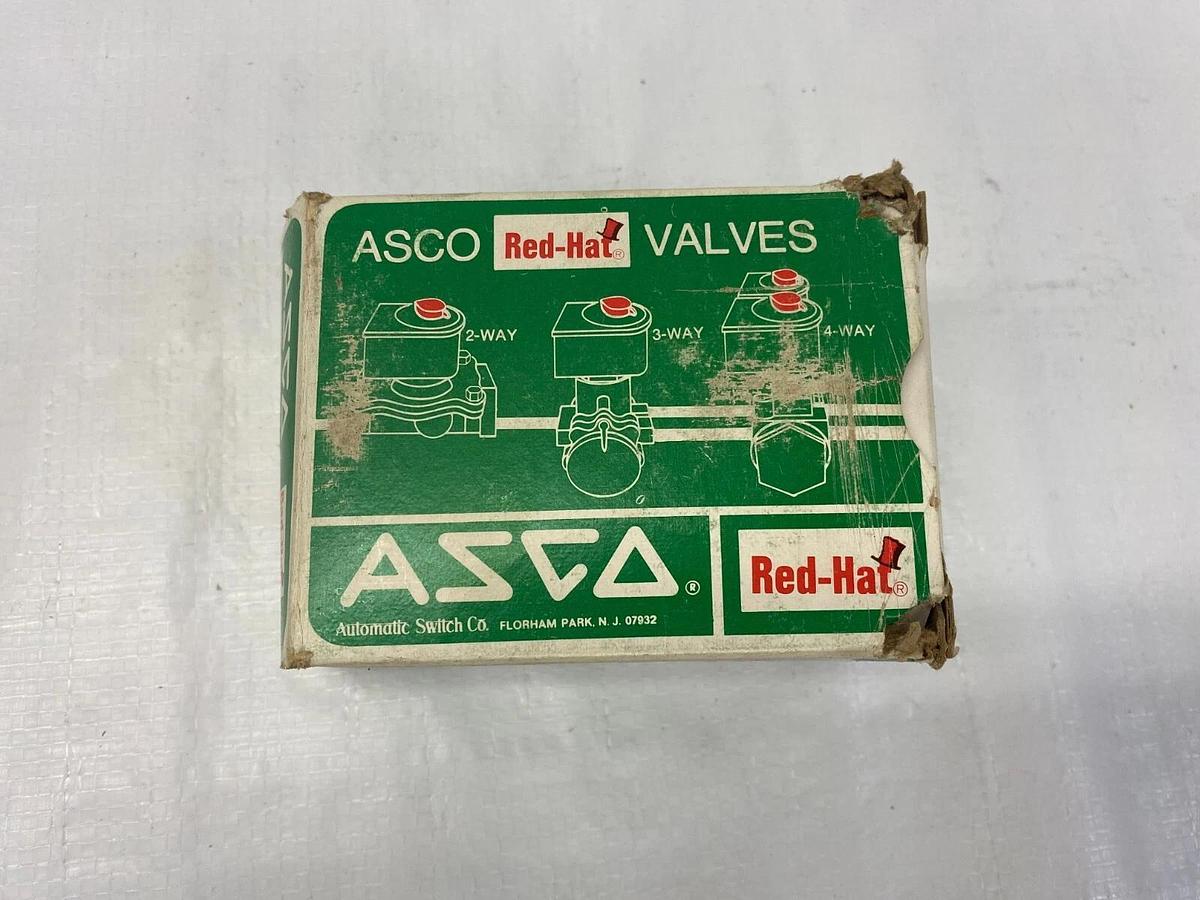 ASCO Red-Hat® VALVES
2-WAY 3-WAY 4-WAY
ASCO®
Automatic Switch Co. FLORHAM PARK, N. J. 07932
Red-Hat®